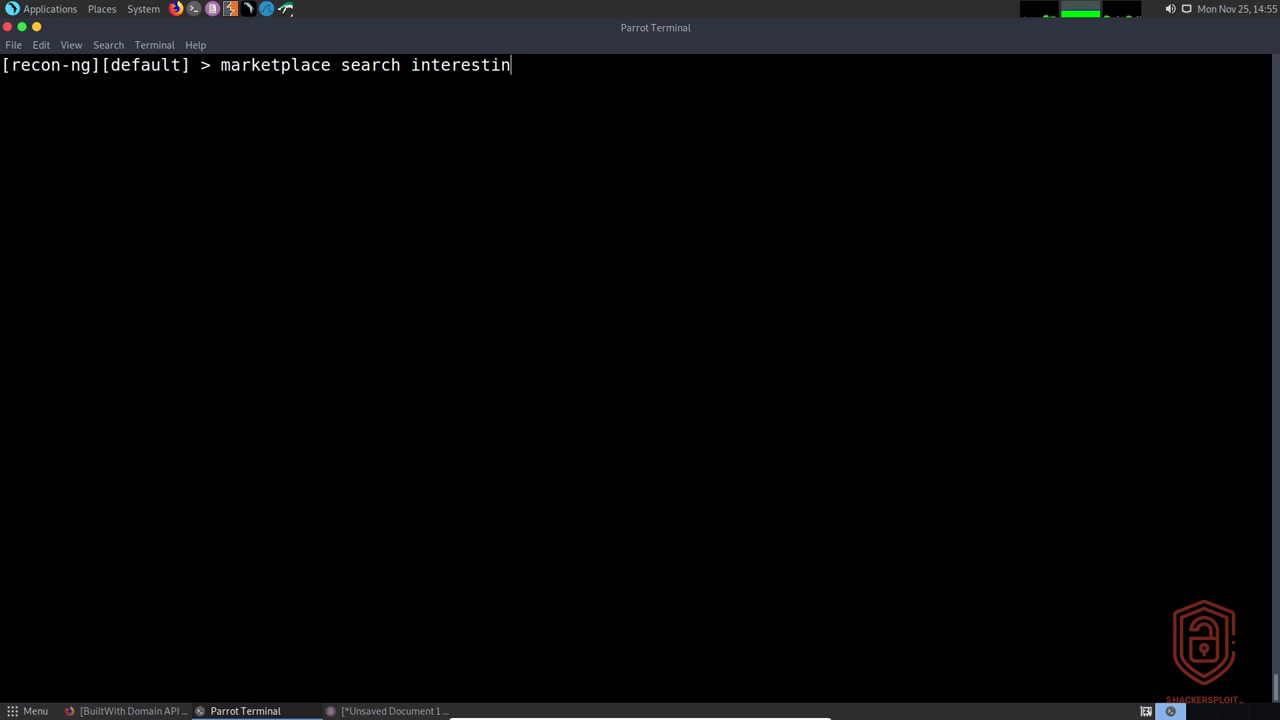 Applications Places System Mon Nov 25, 14:55
Parrot Terminal
File Edit View Search Terminal Help
[recon-ng][default] > marketplace search interestin
HACKERSPLOIT_
Menu [BuiltWith Domain API ... Parrot Terminal [*Unsaved Document 1 ...